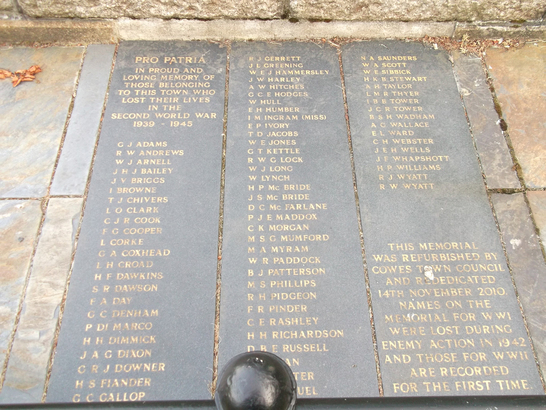 PRO PATRIA
IN PROUD AND
LOVING MEMORY OF
THOSE BELONGING
TO THIS TOWN WHO
LOST THEIR LIVES
IN THE
SECOND WORLD WAR
1939 - 1945
G J ADAMS
R W ANDREWS
W J ARNELL
J H J BAILEY
J V BRIGGS
I BROWNE
T J CHIVERS
L O CLARK
C J R COOK
F G COOPER
L CORKE
G A COXHEAD
L H CROAD
H F DAWKINS
S R DAWSON
F A DAY
G C DENHAM
P DI MARCO
H H DIMMICK
J A G DIXON
C R J DOWNER
H S FIANDER
G C GALLOP
R J GERRETT
J L GREENING
W E J HAMMERSLEY
J W HARLEY
A W HITCHES
G C E HODGES
W HULL
E H HUMBER
I M INGRAM (MISS)
H P IVORY
T D JACOBS
W E JONES
G T KETTLE
R W G LOCK
W J LONG
W LYNCH
H P MC BRIDE
J S MC BRIDE
D G MC FARLANE
P J E MADDOX
C K MORGAN
M S G MUMFORD
M A MYRAM
W R PADDOCK
B J PATTERSON
M S PHILLIPS
R H PIDGEON
F R PINDER
C E RASHLEY
H H RICHARDSON
D B E RUSSELL
S A SAUNDERS
W A SCOTT
W E SIBBICK
H K R STEWART
A H TAYLOR
L M B THYER
I B E TOWER
J C B TOWER
R S H WADHAM
A C WALLACE
E L WARD
C H WEBSTER
J E H WELLS
J F WHAPSHOTT
H P WILLIAMS
R J WYATT
R W WYATT
THIS MEMORIAL
WAS REFURBISHED BY
COWES TOWN COUNCIL
AND REDEDICATED
14TH NOVEMBER 2010.
NAMES ON THE
MEMORIAL FOR WWI
WERE LOST DURING
ENEMY ACTION IN 1942
AND THOSE FOR WWII
ARE RECORDED
FOR THE FIRST TIME